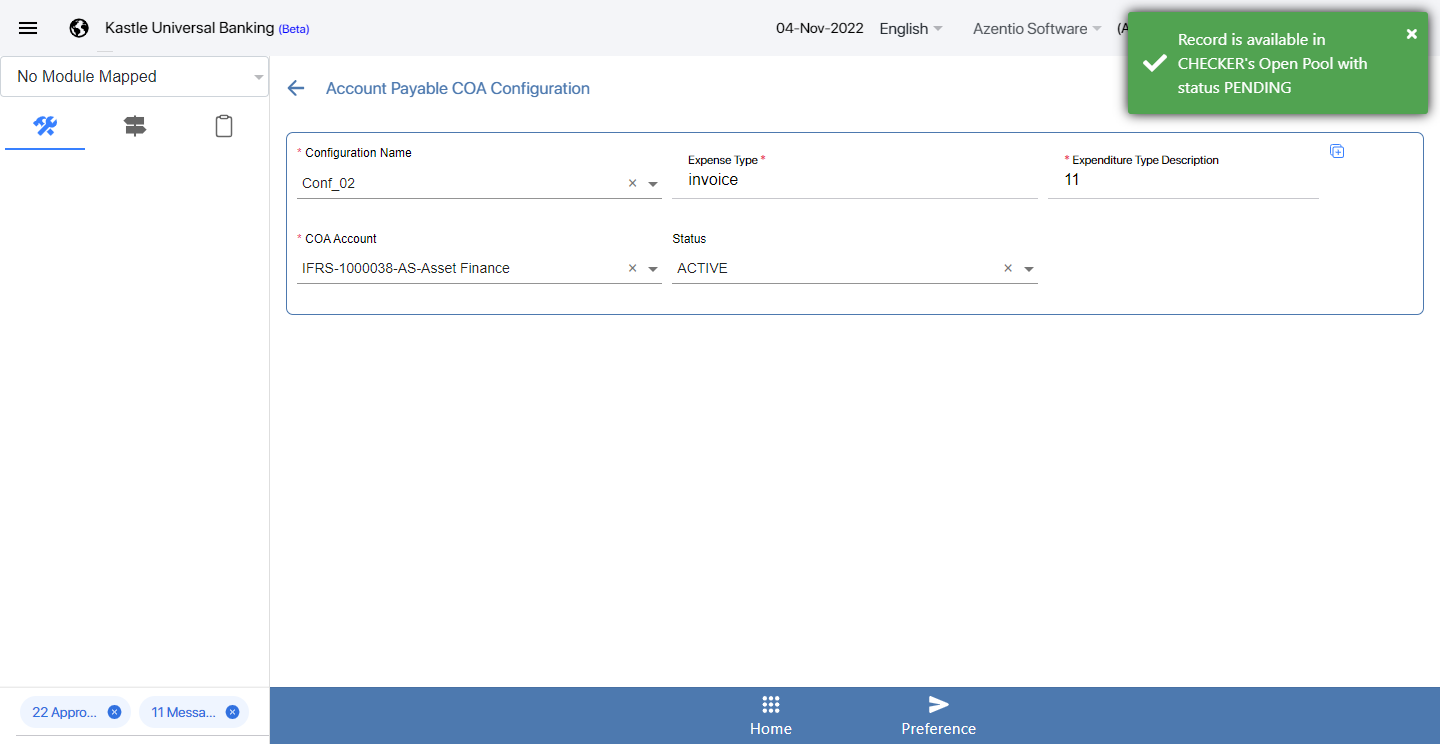 Kastle Universal Banking (Beta)
04-Nov-2022
English
Azentio Software
Record is available in
CHECKER's Open Pool with
status PENDING
No Module Mapped
Account Payable COA Configuration
* Configuration Name
Conf_02
Expense Type *
invoice
* Expenditure Type Description
11
* COA Account
IFRS-1000038-AS-Asset Finance
Status
ACTIVE
22 Appro...
11 Messa...
Home
Preference